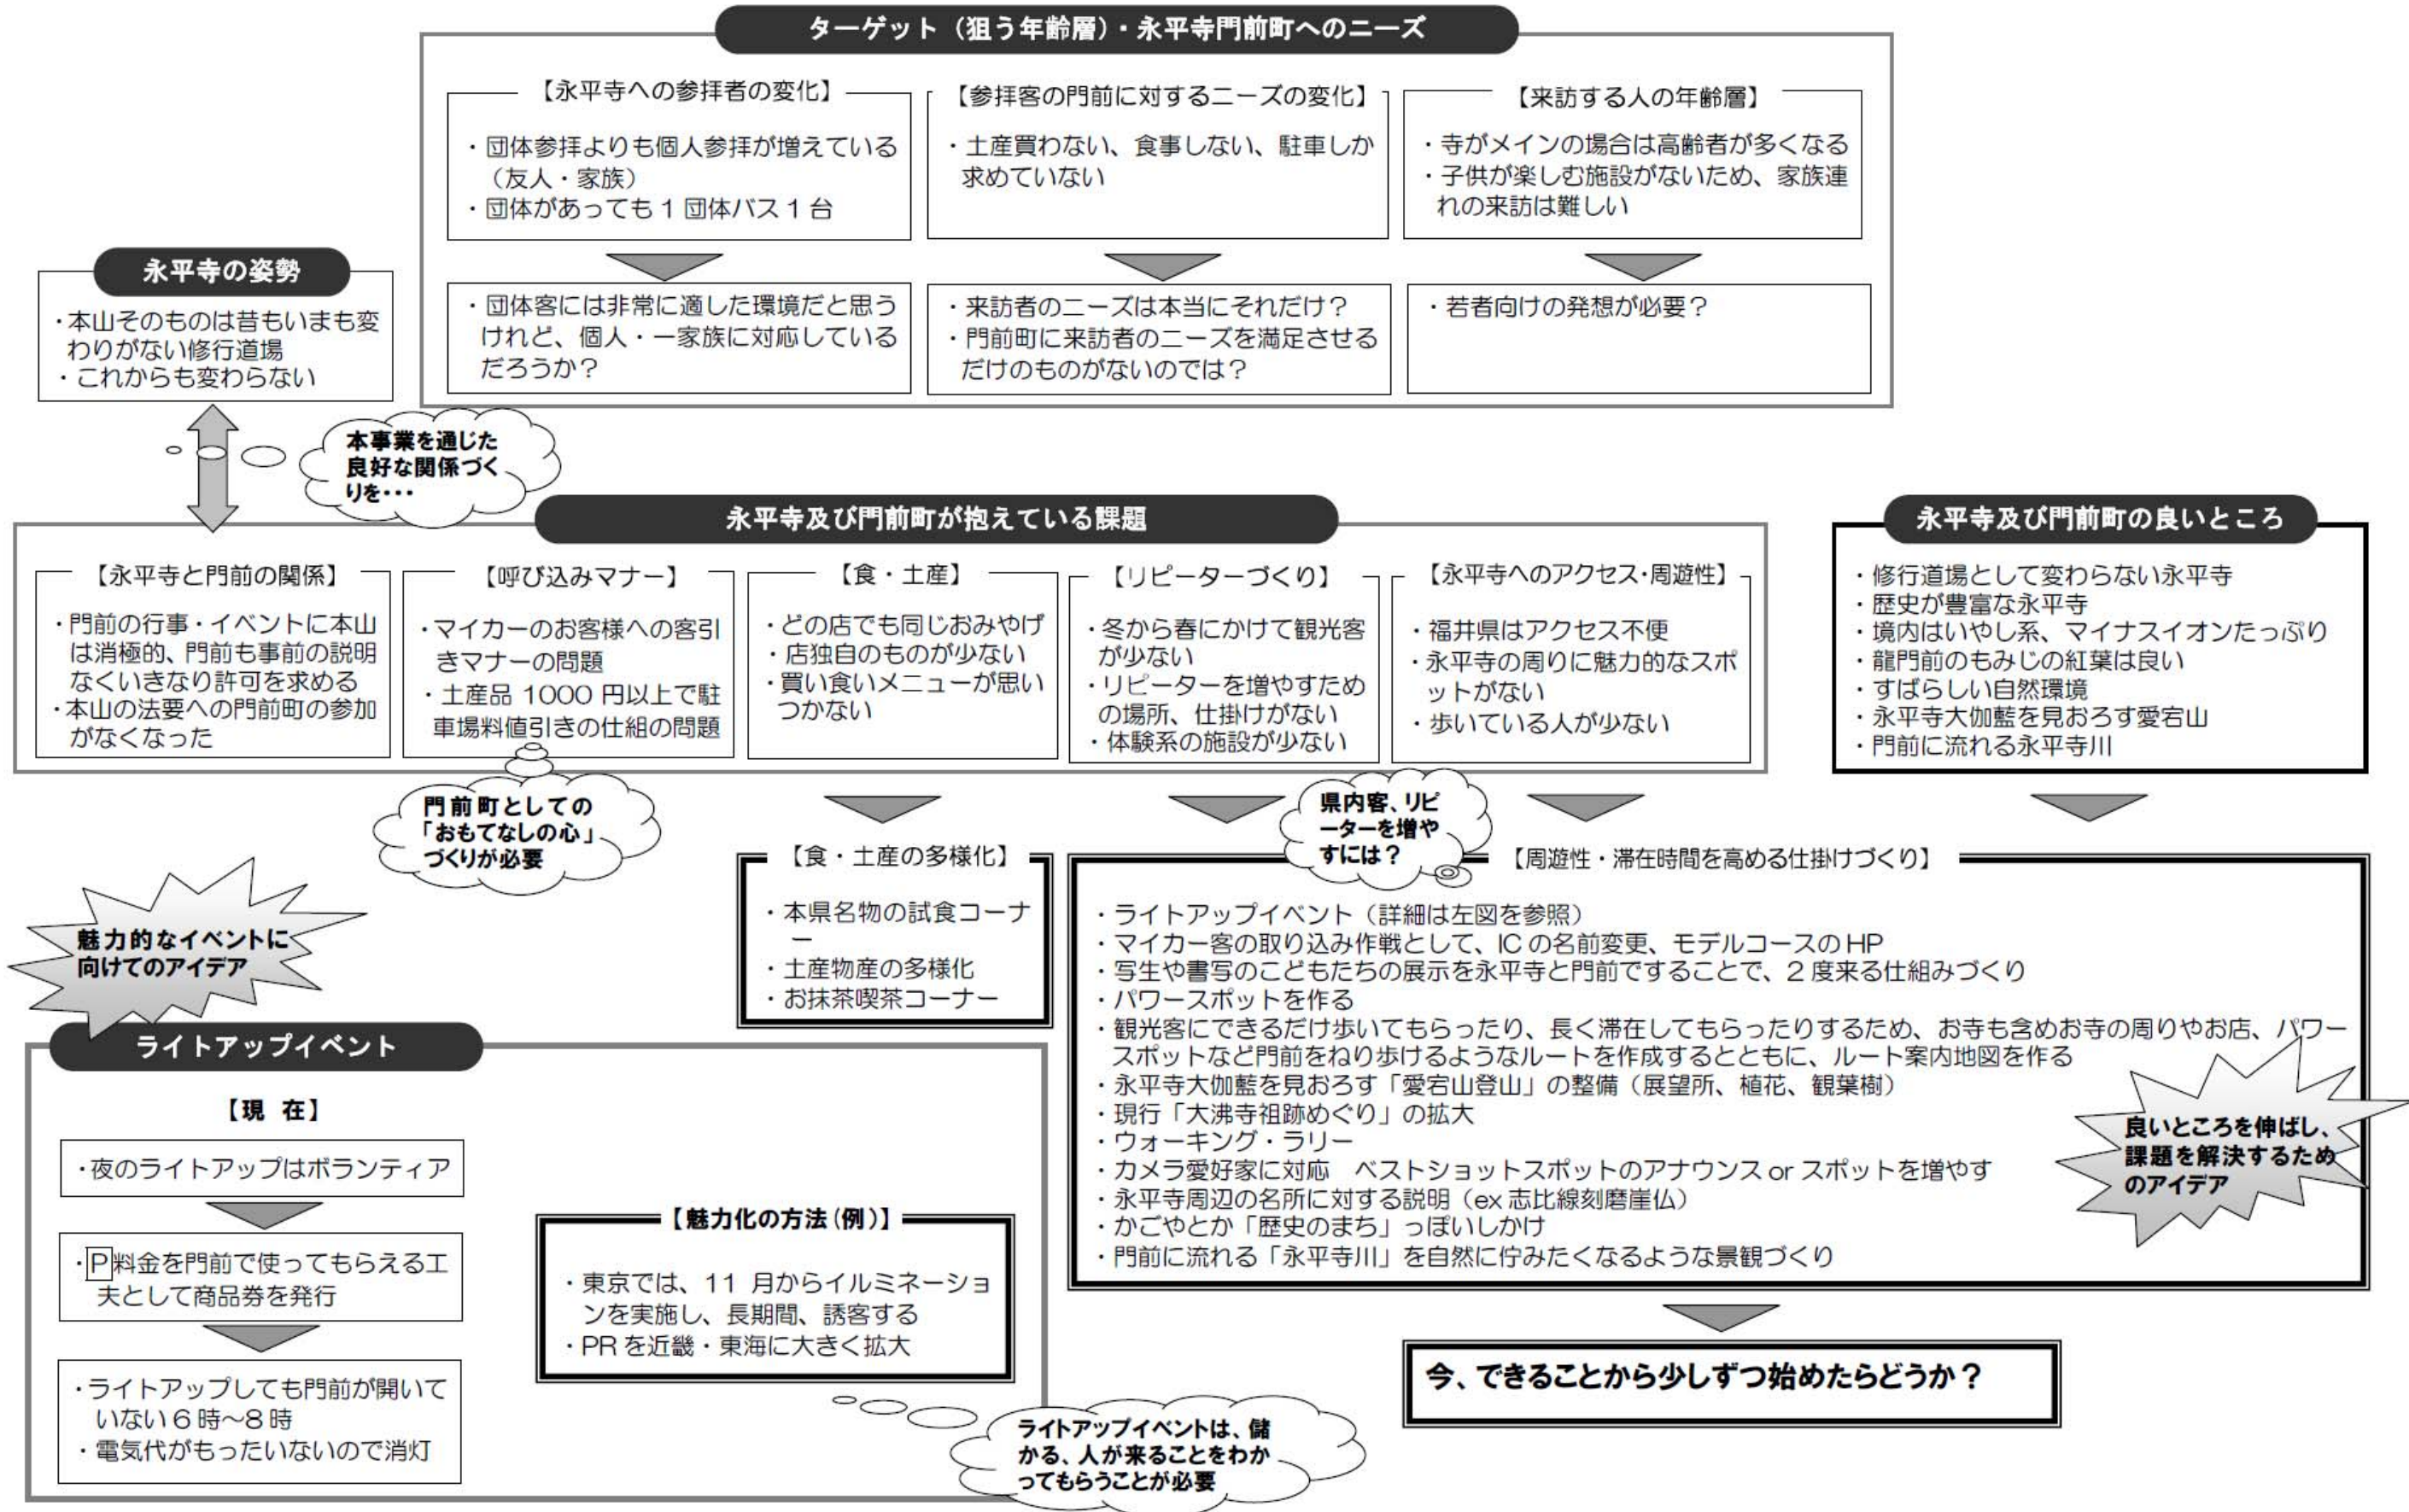 ターゲット（狙う年齢層）・永平寺門前町へのニーズ
【永平寺への参拝者の変化】
・団体参拝よりも個人参拝が増えている
（友人・家族）
・団体があっても１団体バス１台
・団体客には非常に適した環境だと思う
けれど、個人・一家族に対応している
だろうか？
【参拝客の門前に対するニーズの変化】
・土産買わない、食事しない、駐車しか
求めていない
・来訪者のニーズは本当にそれだけ？
・門前町に来訪者のニーズを満足させる
だけのものがないのでは？
【来訪する人の年齢層】
・寺がメインの場合は高齢者が多くなる
・子供が楽しむ施設がないため、家族連
れの来訪は難しい
・若者向けの発想が必要？
永平寺の姿勢
・本山そのものは昔もいまも変
わりがない修行道場
・これからも変わらない
本事業を通じた
良好な関係づく
りを・・・
永平寺及び門前町が抱えている課題
【永平寺と門前の関係】
・門前の行事・イベントに本山
は消極的、門前も事前の説明
なくいきなり許可を求める
・本山の法要への門前町の参加
がなくなった
【呼び込みマナー】
・マイカーのお客様への客引
きマナーの問題
・土産品 1000 円以上で駐
車場料値引きの仕組の問題
【食・土産】
・どの店でも同じおみやげ
・店独自のものが少ない
・買い食いメニューが思い
つかない
【リピーターづくり】
・冬から春にかけて観光客
が少ない
・リピーターを増やすため
の場所、仕掛けがない
・体験系の施設が少ない
【永平寺へのアクセス・周遊性】
・福井県はアクセス不便
・永平寺の周りに魅力的なスポ
ットがない
・歩いている人が少ない
永平寺及び門前町の良いところ
・修行道場として変わらない永平寺
・歴史が豊富な永平寺
・境内はいやし系、マイナスイオンたっぷり
・龍門前のもみじの紅葉は良い
・すばらしい自然環境
・永平寺大伽藍を見おろす愛宕山
・門前に流れる永平寺川
門前町としての
「おもてなしの心」
づくりが必要
県内客、リピ
ーターを増や
すには？
【食・土産の多様化】
・本県名物の試食コーナ
ー
・土産物産の多様化
・お抹茶喫茶コーナー
【周遊性・滞在時間を高める仕掛けづくり】
・ライトアップイベント（詳細は左図を参照）
・マイカー客の取り込み作戦として、IC の名前変更、モデルコースの HP
・写生や書写のこどもたちの展示を永平寺と門前ですることで、２度来る仕組みづくり
・パワースポットを作る
・観光客にできるだけ歩いてもらったり、長く滞在してもらったりするため、お寺も含めお寺の周りやお店、パワー
スポットなど門前をねり歩けるようなルートを作成するとともに、ルート案内地図を作る
・永平寺大伽藍を見おろす「愛宕山登山」の整備（展望所、植花、観葉樹）
・現行「大沸寺祖跡めぐり」の拡大
・ウォーキング・ラリー
・カメラ愛好家に対応　ベストショットスポットのアナウンス or スポットを増やす
・永平寺周辺の名所に対する説明（ex 志比線刻磨崖仏）
・かごやとか「歴史のまち」っぽいしかけ
・門前に流れる「永平寺川」を自然に佇みたくなるような景観づくり
良いところを伸ばし、
課題を解決するため
のアイデア
今、できることから少しずつ始めたらどうか？
魅力的なイベントに
向けてのアイデア
ライトアップイベント
【現 在】
・夜のライトアップはボランティア
・P料金を門前で使ってもらえる工
夫として商品券を発行
・ライトアップしても門前が開いて
いない６時～８時
・電気代がもったいないので消灯
【魅力化の方法（例）】
・東京では、11 月からイルミネーショ
ンを実施し、長期間、誘客する
・PR を近畿・東海に大きく拡大
ライトアップイベントは、儲
かる、人が来ることをわか
ってもらうことが必要